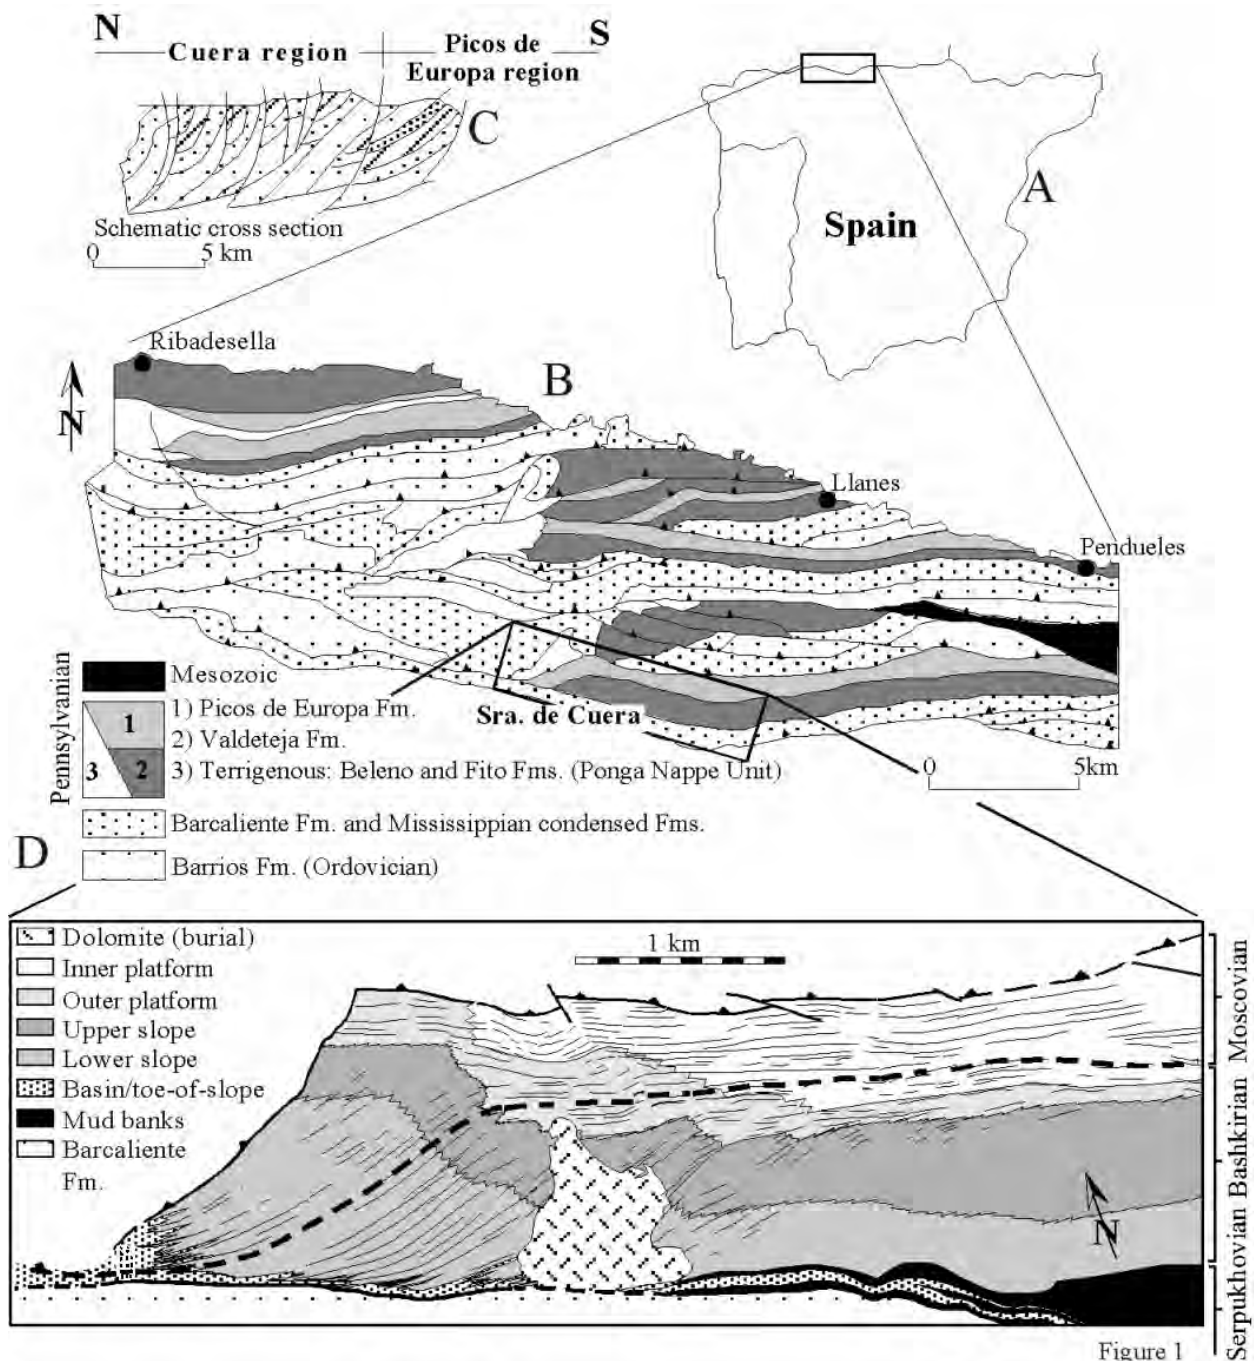 N
S
Cuera region
Picos de
Europa region
C
Schematic cross section
0
5 km
A
Spain
Ribadesella
B
N
Llanes
Pendueles
Sra. de Cuera
Pennsylvanian
Mesozoic
1
2
3
1) Picos de Europa Fm.
2) Valdeteja Fm.
3) Terrigenous: Beleno and Fito Fms. (Ponga Nappe Unit)
0
5km
Barcaliente Fm. and Mississippian condensed Fms.
Barrios Fm. (Ordovician)
D
Dolomite (burial)
Inner platform
Outer platform
Upper slope
Lower slope
Basin/toe-of-slope
Mud banks
Barcaliente
Fm.
1 km
N
Serpukhovian Bashkirian Moscovian
Figure 1